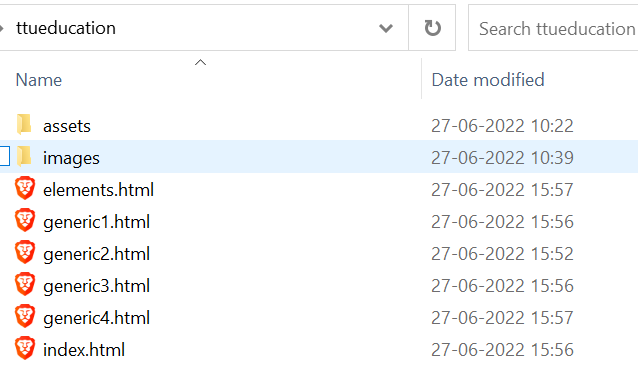 ttueducation Search ttueducation
Name Date modified
assets 27-06-2022 10:22
images 27-06-2022 10:39
elements.html 27-06-2022 15:57
generic1.html 27-06-2022 15:56
generic2.html 27-06-2022 15:52
generic3.html 27-06-2022 15:56
generic4.html 27-06-2022 15:57
index.html 27-06-2022 15:56